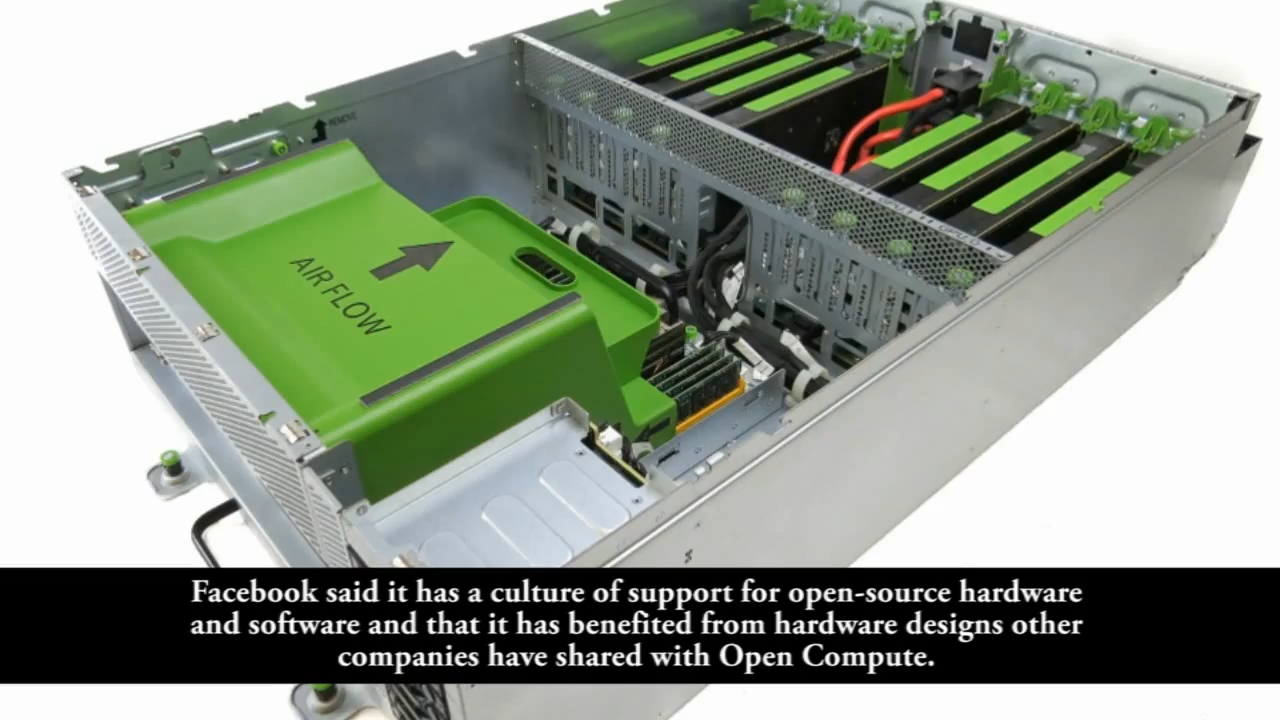 REMOVE
AIR FLOW
Facebook said it has a culture of support for open-source hardware
and software and that it has benefited from hardware designs other
companies have shared with Open Compute.